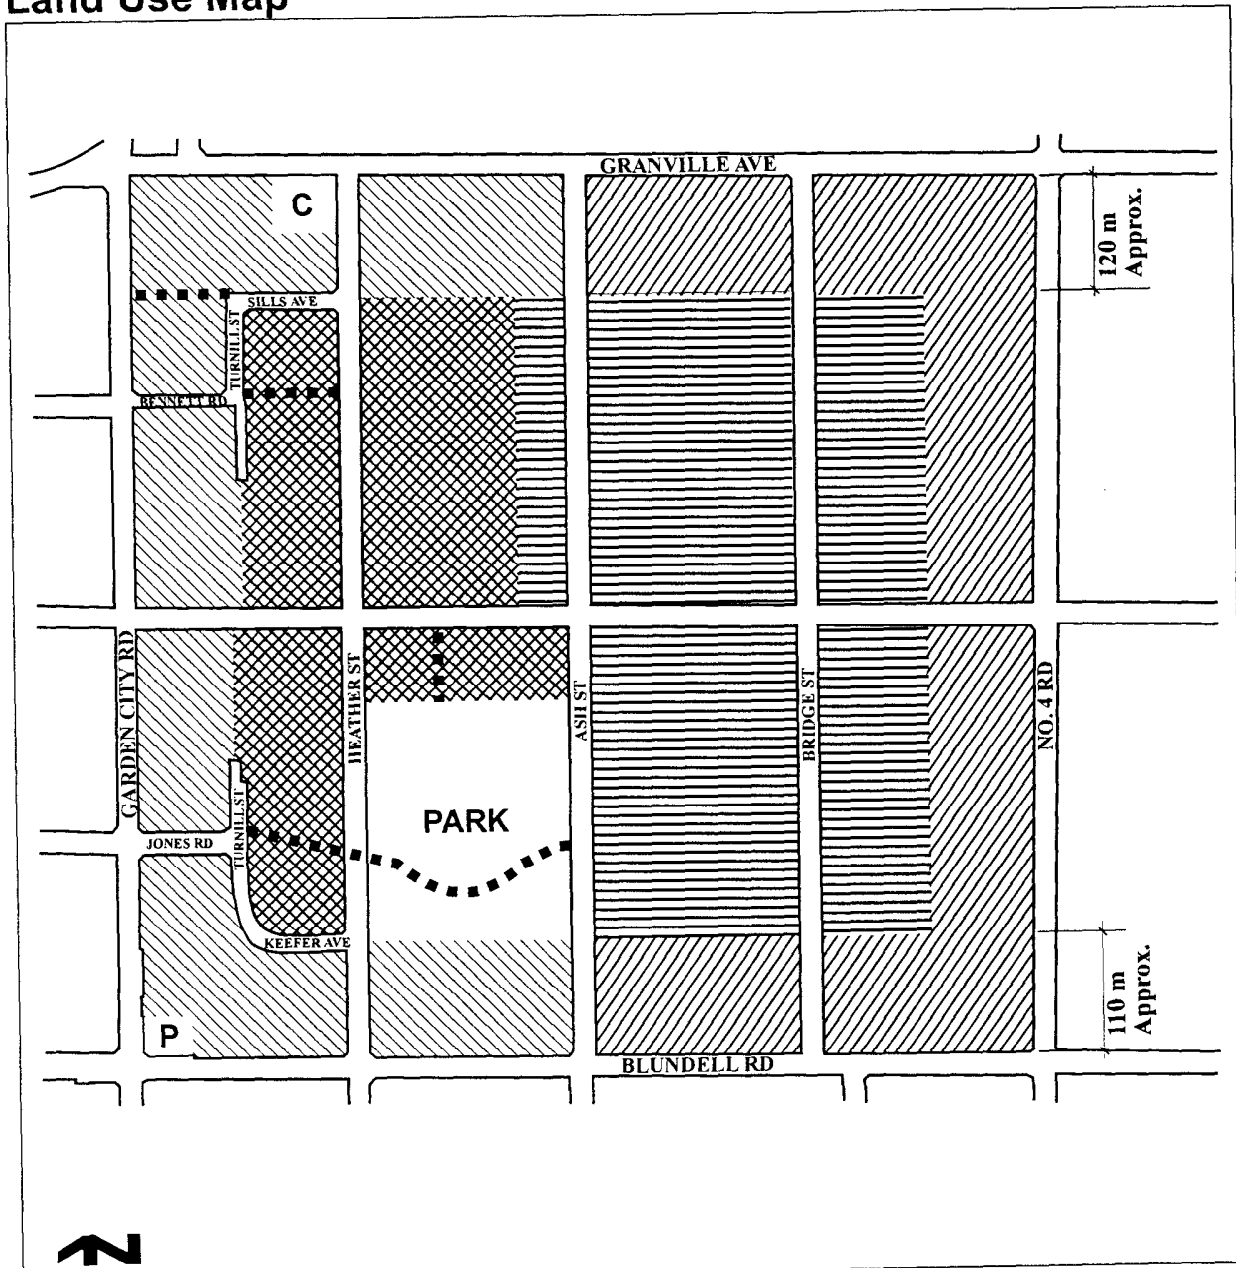 Land Use Map
GRANVILLE AVE
C
120 m
Approx.
SILLS AVE
TURNILL ST
BENNETT RD
GARDEN CITY RD
HEATHER ST
ASH ST
BRIDGE ST
NO. 4 RD
PARK
TURNILL ST
JONES RD
KEEFER AVE
110 m
Approx.
P
BLUNDELL RD
N